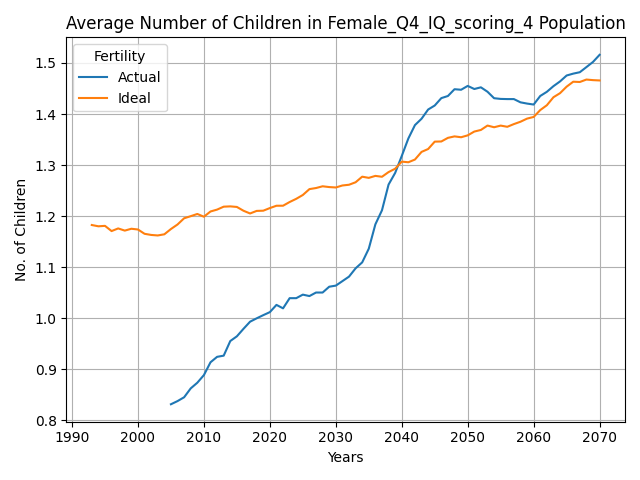 Average Number of Children in Female_Q4_IQ_scoring_4 Population
Fertility
Actual
Ideal
No. of Children
1.5
1.4
1.3
1.2
1.1
1.0
0.9
0.8
1990 2000 2010 2020 2030 2040 2050 2060 2070
Years